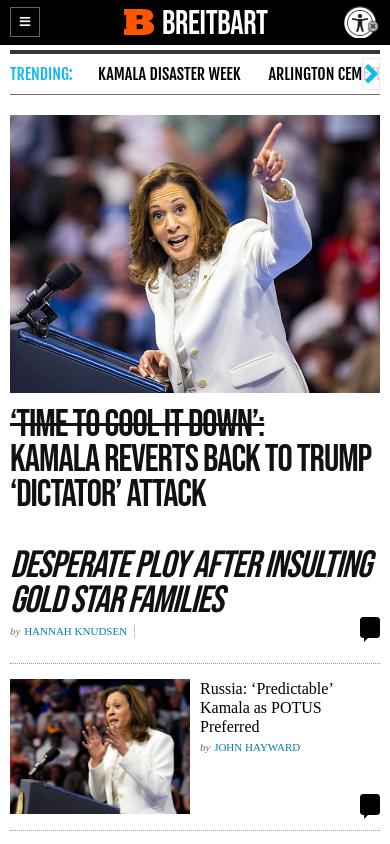 B BREITBART
TRENDING: KAMALA DISASTER WEEK ARLINGTON CEM
‘TIME TO COOL IT DOWN’:
KAMALA REVERTS BACK TO TRUMP
‘DICTATOR’ ATTACK
DESPERATE PLOY AFTER INSULTING
GOLD STAR FAMILIES
by HANNAH KNUDSEN
Russia: ‘Predictable’
Kamala as POTUS
Preferred
by JOHN HAYWARD